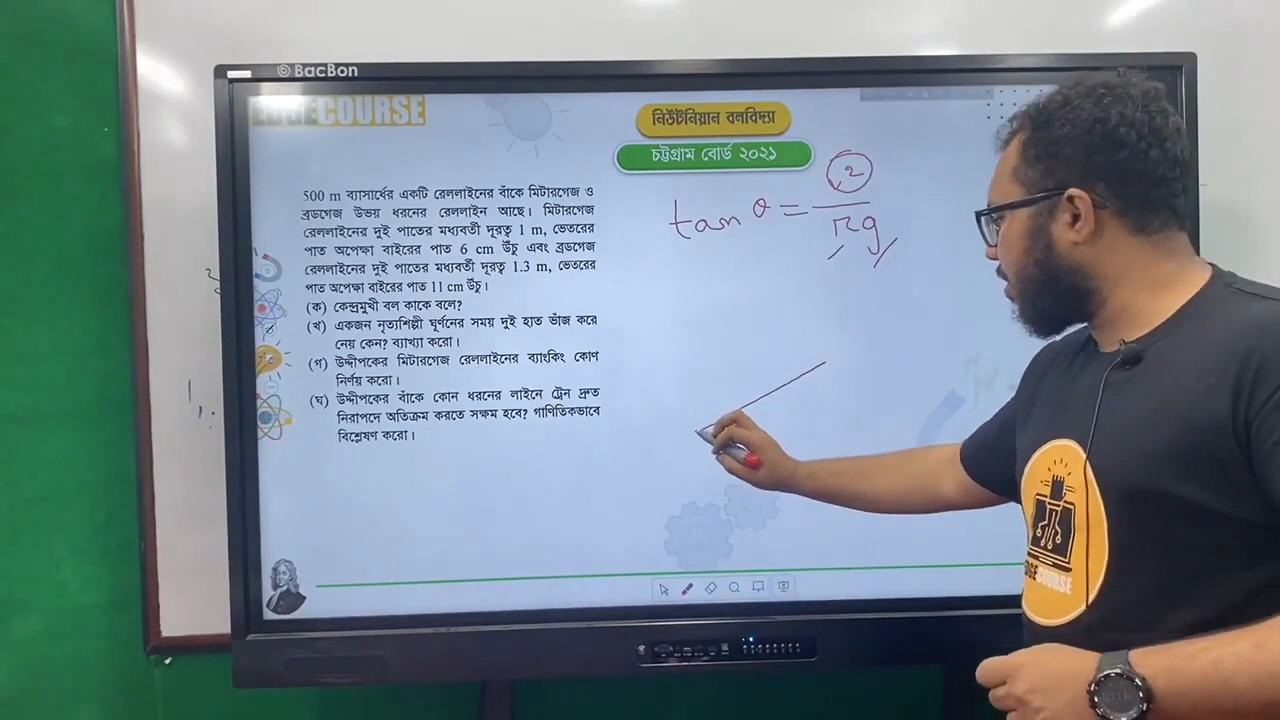 BacBon
EDGECOURSE
নিউটনিয়ান বলবিদ্যা
চট্টগ্রাম বোর্ড ২০২১
500 m ব্যাসার্ধের একটি রেললাইনের বাঁকে মিটারগেজ ও
ব্রডগেজ উভয় ধরনের রেললাইন আছে। মিটারগেজ
রেললাইনের দুই পাতের মধ্যবর্তী দূরত্ব 1 m, ভেতরের
পাত অপেক্ষা বাইরের পাত 6 cm উঁচু এবং ব্রডগেজ
রেললাইনের দুই পাতের মধ্যবর্তী দূরত্ব 1.3 m, ভেতরের
পাত অপেক্ষা বাইরের পাত 11 cm উঁচু।
(ক) কেন্দ্রমুখী বল কাকে বলে?
(খ) একজন নৃত্যশিল্পী ঘূর্ণনের সময় দুই হাত ভাঁজ করে
নেয় কেন? ব্যাখ্যা করো।
(গ) উদ্দীপকের মিটারগেজ রেললাইনের ব্যাংকিং কোণ
নির্ণয় করো।
(ঘ) উদ্দীপকের বাঁকে কোন ধরনের লাইনে ট্রেন দ্রুত
নিরাপদে অতিক্রম করতে সক্ষম হবে? গাণিতিকভাবে
বিশ্লেষণ করো।
tan θ =
2
rg
EDGECOURSE